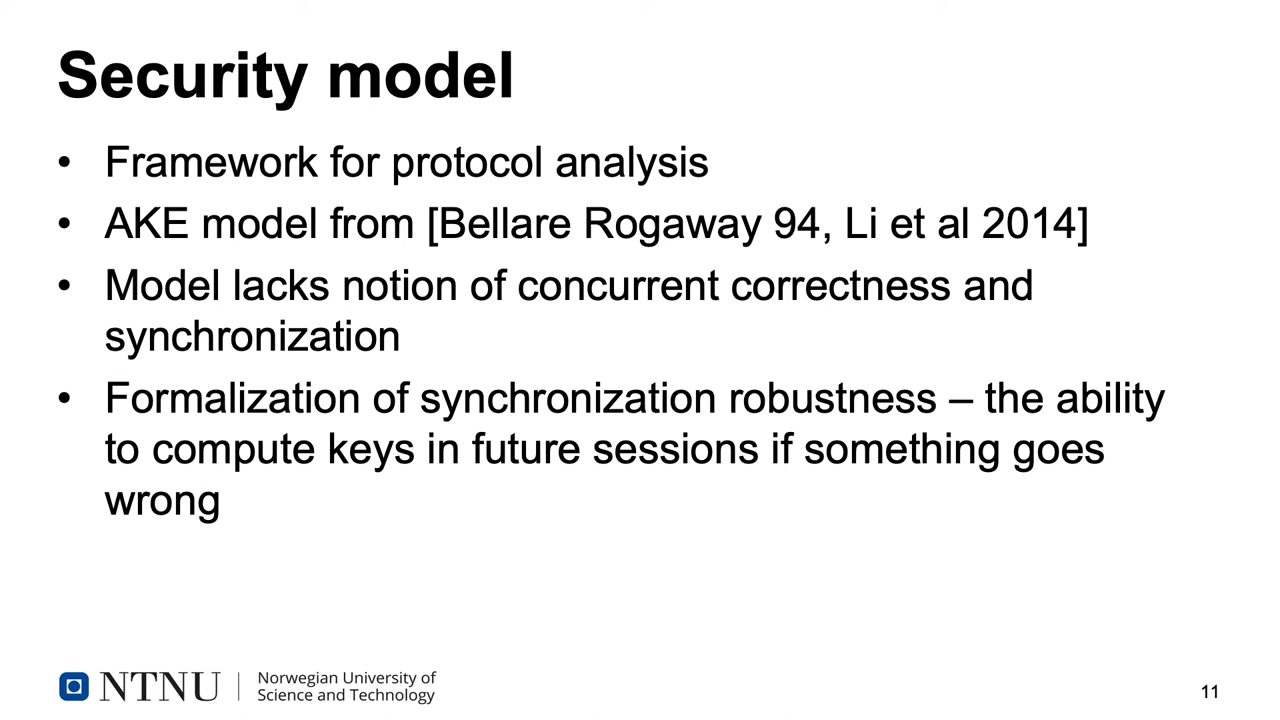 Security model
• Framework for protocol analysis
• AKE model from [Bellare Rogaway 94, Li et al 2014]
• Model lacks notion of concurrent correctness and
synchronization
• Formalization of synchronization robustness – the ability
to compute keys in future sessions if something goes
wrong
NTNU
Norwegian University of
Science and Technology
11